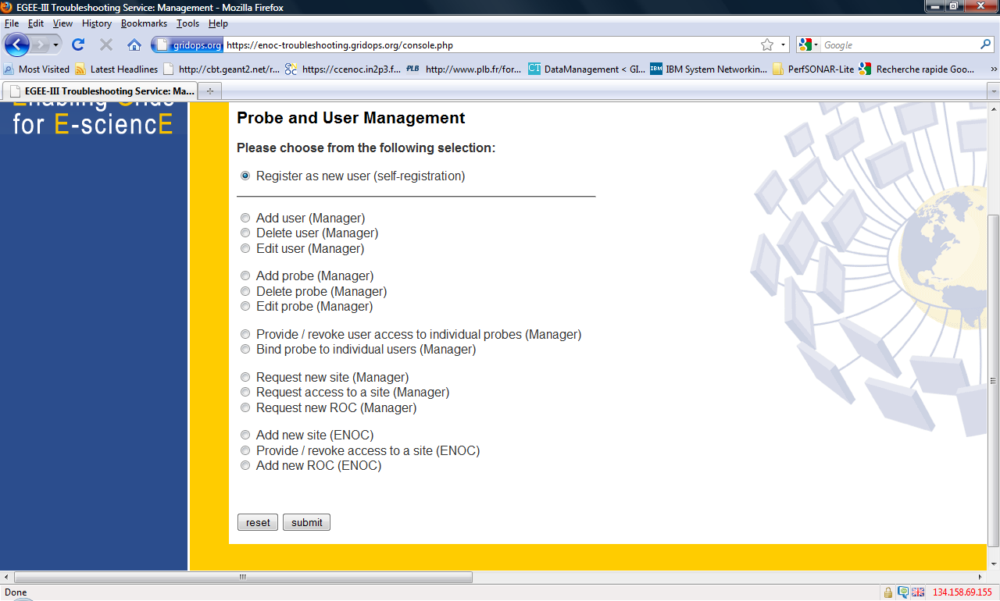 EGEE-III Troubleshooting Service: Management - Mozilla Firefox
File Edit View History Bookmarks Tools Help
gridops.org https://enoc-troubleshooting.gridops.org/console.php Google
Most Visited Latest Headlines http://cbt.geant2.net/r... https://ccenoc.in2p3.f... PLB http://www.plb.fr/for... CT DataManagement < GI... IBM IBM System Networkin... PerfSONAR-Lite Recherche rapide Goo... »
EGEE-III Troubleshooting Service: Ma...
Enabling Grids
for E-sciencE
Probe and User Management
Please choose from the following selection:
Register as new user (self-registration)
Add user (Manager)
Delete user (Manager)
Edit user (Manager)
Add probe (Manager)
Delete probe (Manager)
Edit probe (Manager)
Provide / revoke user access to individual probes (Manager)
Bind probe to individual users (Manager)
Request new site (Manager)
Request access to a site (Manager)
Request new ROC (Manager)
Add new site (ENOC)
Provide / revoke access to a site (ENOC)
Add new ROC (ENOC)
reset submit
Done 134.158.69.155